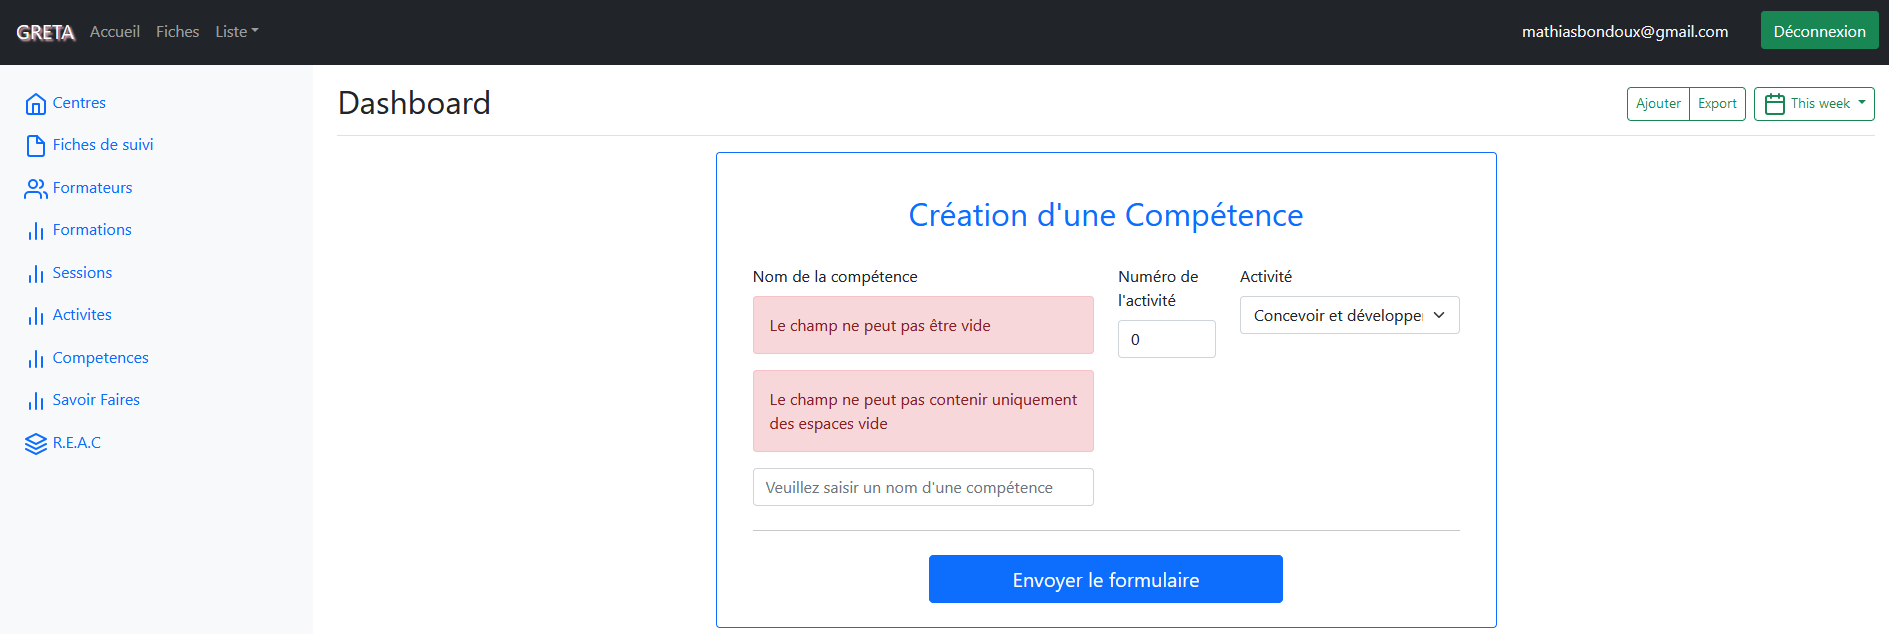 GRETA Accueil Fiches Liste mathiasbondoux@gmail.com Déconnexion
Centres
Fiches de suivi
Formateurs
Formations
Sessions
Activites
Competences
Savoir Faires
R.E.A.C
Dashboard Ajouter Export This week
Création d'une Compétence
Nom de la compétence
Le champ ne peut pas être vide
Le champ ne peut pas contenir uniquement
des espaces vide
Veuillez saisir un nom d'une compétence
Numéro de
l'activité
0
Activité
Concevoir et développe
Envoyer le formulaire